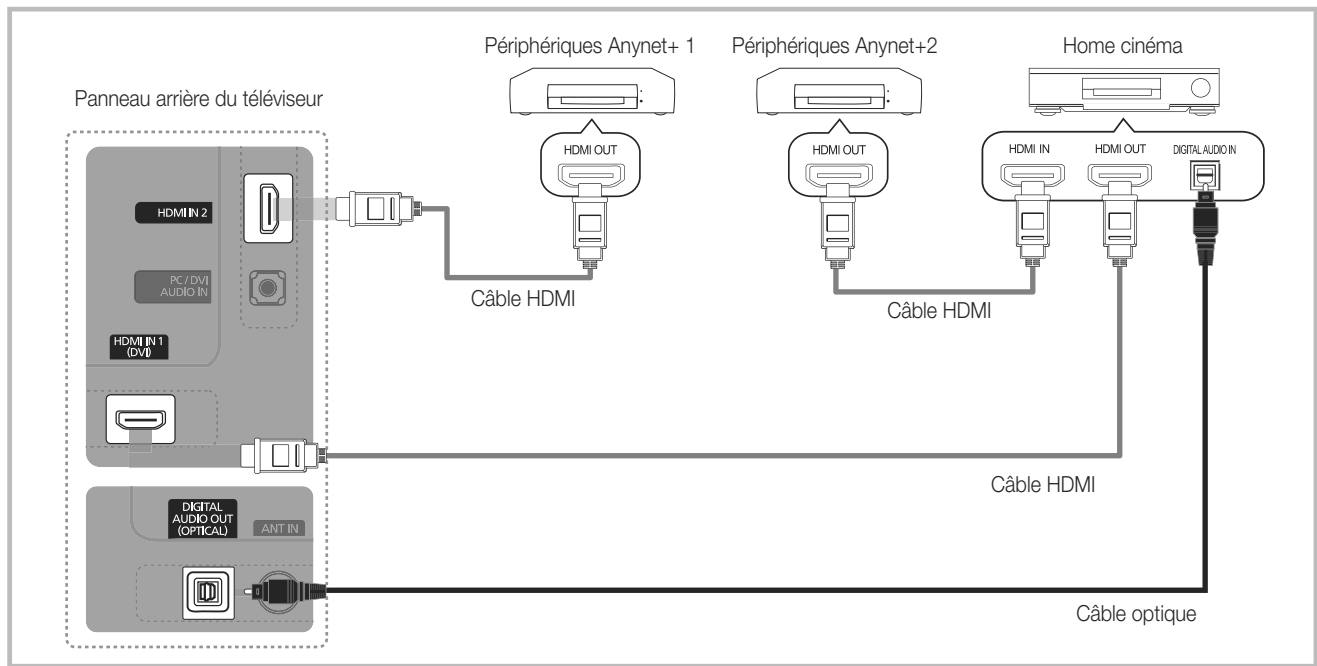 Périphériques Anynet+ 1
Périphériques Anynet+2
Home cinéma
Panneau arrière du téléviseur
HDMI OUT
HDMI OUT
HDMI IN
HDMI OUT
DIGITAL AUDIO IN
HDMI IN 2
PC / DVI
AUDIO IN
Câble HDMI
Câble HDMI
HDMI IN 1
(DVI)
Câble HDMI
DIGITAL
AUDIO OUT
(OPTICAL)
ANT IN
Câble optique